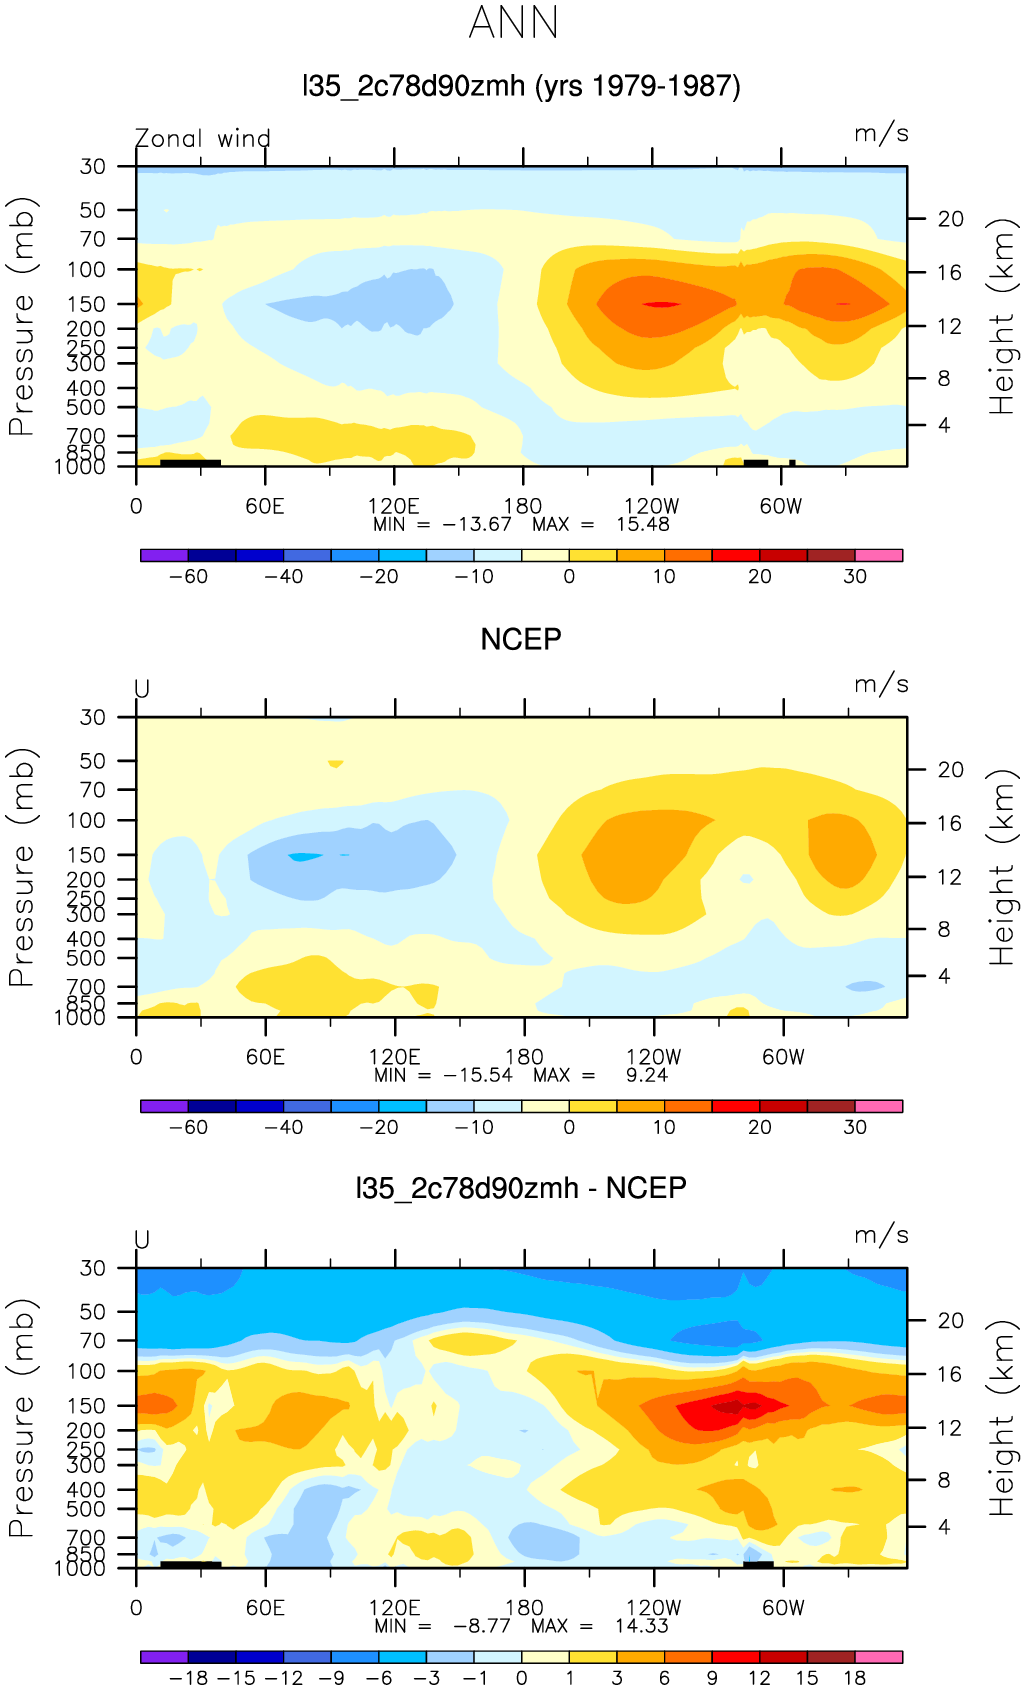 ANN
l35_2c78d90zmh (yrs 1979-1987)
Zonal wind m/s
30
50
70
100
150
200
250
300
400
500
700
850
1000
Pressure (mb)
20
16
12
8
4
Height (km)
0 60E 120E 180 120W 60W
MIN = -13.67 MAX = 15.48
-60 -40 -20 -10 0 10 20 30
NCEP
U m/s
30
50
70
100
150
200
250
300
400
500
700
850
1000
Pressure (mb)
20
16
12
8
4
Height (km)
0 60E 120E 180 120W 60W
MIN = -15.54 MAX = 9.24
-60 -40 -20 -10 0 10 20 30
l35_2c78d90zmh - NCEP
U m/s
30
50
70
100
150
200
250
300
400
500
700
850
1000
Pressure (mb)
20
16
12
8
4
Height (km)
0 60E 120E 180 120W 60W
MIN = -8.77 MAX = 14.33
-18 -15 -12 -9 -6 -3 -1 0 1 3 6 9 12 15 18